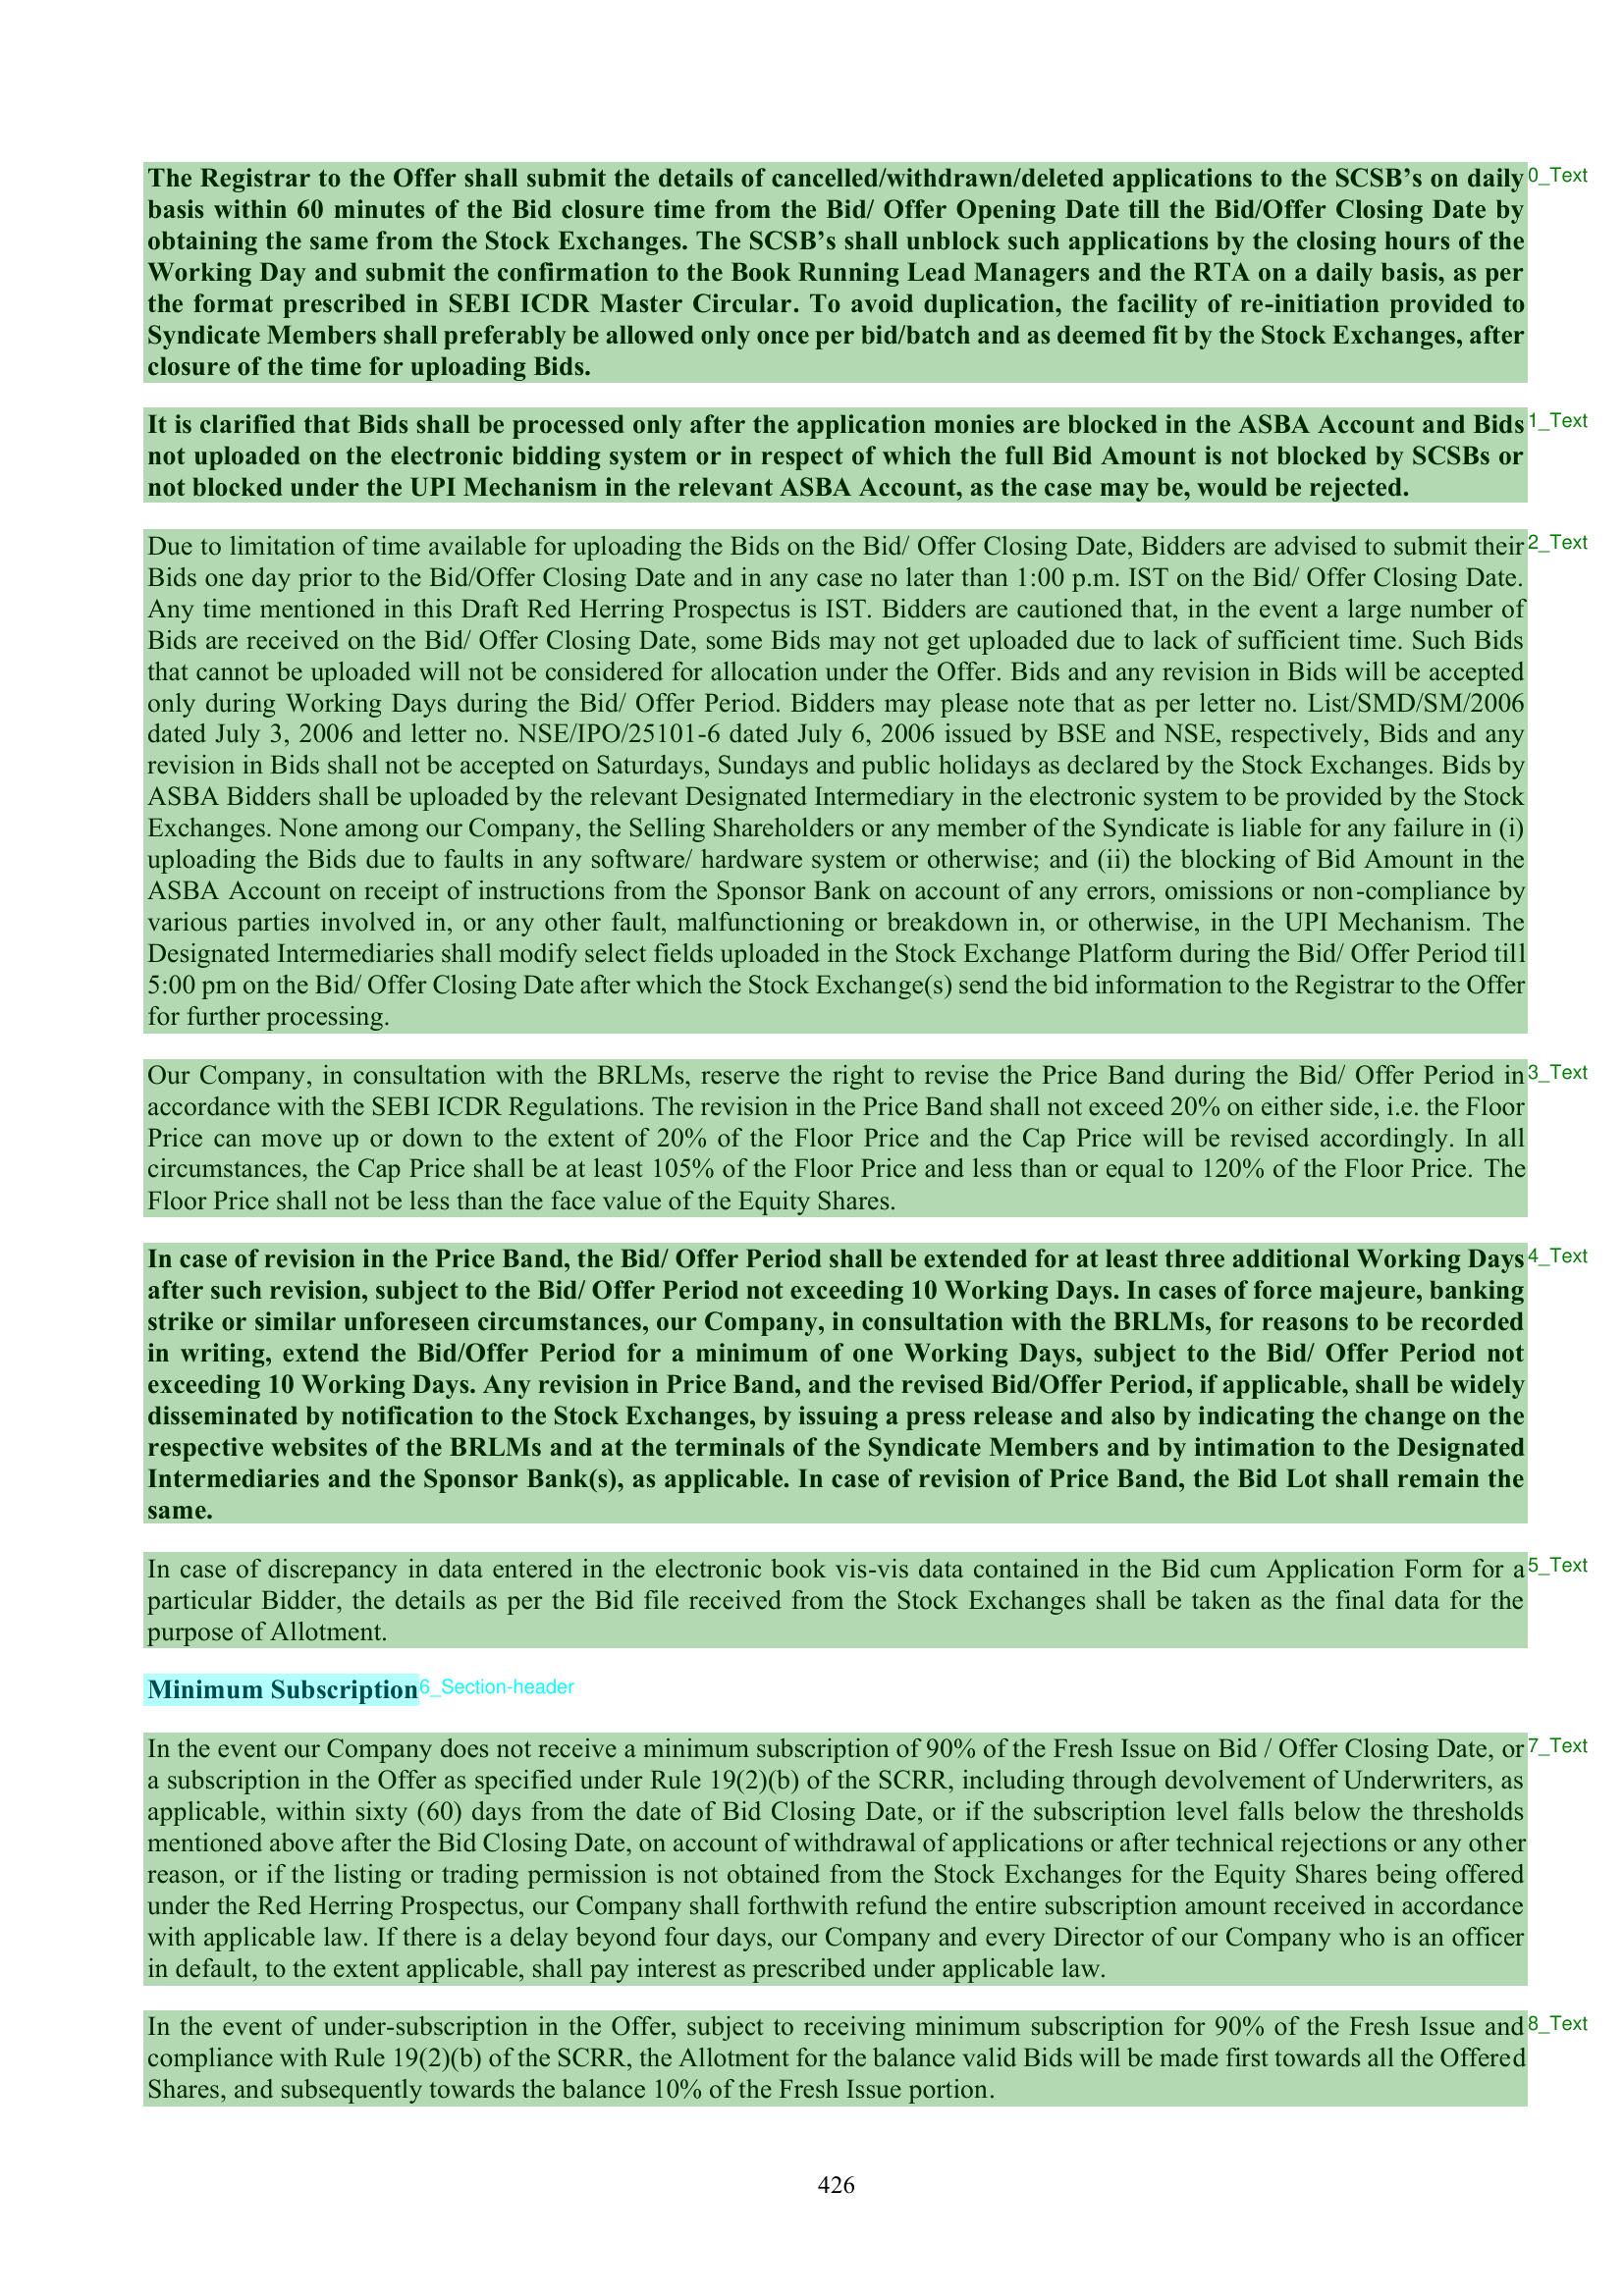 The Registrar to the Offer shall submit the details of cancelled/withdrawn/deleted applications to the SCSB’s on daily 0_Text
basis within 60 minutes of the Bid closure time from the Bid/ Offer Opening Date till the Bid/Offer Closing Date by
obtaining the same from the Stock Exchanges. The SCSB’s shall unblock such applications by the closing hours of the
Working Day and submit the confirmation to the Book Running Lead Managers and the RTA on a daily basis, as per
the format prescribed in SEBI ICDR Master Circular. To avoid duplication, the facility of re-initiation provided to
Syndicate Members shall preferably be allowed only once per bid/batch and as deemed fit by the Stock Exchanges, after
closure of the time for uploading Bids.
It is clarified that Bids shall be processed only after the application monies are blocked in the ASBA Account and Bids 1_Text
not uploaded on the electronic bidding system or in respect of which the full Bid Amount is not blocked by SCSBs or
not blocked under the UPI Mechanism in the relevant ASBA Account, as the case may be, would be rejected.
Due to limitation of time available for uploading the Bids on the Bid/ Offer Closing Date, Bidders are advised to submit their 2_Text
Bids one day prior to the Bid/Offer Closing Date and in any case no later than 1:00 p.m. IST on the Bid/ Offer Closing Date.
Any time mentioned in this Draft Red Herring Prospectus is IST. Bidders are cautioned that, in the event a large number of
Bids are received on the Bid/ Offer Closing Date, some Bids may not get uploaded due to lack of sufficient time. Such Bids
that cannot be uploaded will not be considered for allocation under the Offer. Bids and any revision in Bids will be accepted
only during Working Days during the Bid/ Offer Period. Bidders may please note that as per letter no. List/SMD/SM/2006
dated July 3, 2006 and letter no. NSE/IPO/25101-6 dated July 6, 2006 issued by BSE and NSE, respectively, Bids and any
revision in Bids shall not be accepted on Saturdays, Sundays and public holidays as declared by the Stock Exchanges. Bids by
ASBA Bidders shall be uploaded by the relevant Designated Intermediary in the electronic system to be provided by the Stock
Exchanges. None among our Company, the Selling Shareholders or any member of the Syndicate is liable for any failure in (i)
uploading the Bids due to faults in any software/ hardware system or otherwise; and (ii) the blocking of Bid Amount in the
ASBA Account on receipt of instructions from the Sponsor Bank on account of any errors, omissions or non-compliance by
various parties involved in, or any other fault, malfunctioning or breakdown in, or otherwise, in the UPI Mechanism. The
Designated Intermediaries shall modify select fields uploaded in the Stock Exchange Platform during the Bid/ Offer Period till
5:00 pm on the Bid/ Offer Closing Date after which the Stock Exchange(s) send the bid information to the Registrar to the Offer
for further processing.
Our Company, in consultation with the BRLMs, reserve the right to revise the Price Band during the Bid/ Offer Period in 3_Text
accordance with the SEBI ICDR Regulations. The revision in the Price Band shall not exceed 20% on either side, i.e. the Floor
Price can move up or down to the extent of 20% of the Floor Price and the Cap Price will be revised accordingly. In all
circumstances, the Cap Price shall be at least 105% of the Floor Price and less than or equal to 120% of the Floor Price. The
Floor Price shall not be less than the face value of the Equity Shares.
In case of revision in the Price Band, the Bid/ Offer Period shall be extended for at least three additional Working Days 4_Text
after such revision, subject to the Bid/ Offer Period not exceeding 10 Working Days. In cases of force majeure, banking
strike or similar unforeseen circumstances, our Company, in consultation with the BRLMs, for reasons to be recorded
in writing, extend the Bid/Offer Period for a minimum of one Working Days, subject to the Bid/ Offer Period not
exceeding 10 Working Days. Any revision in Price Band, and the revised Bid/Offer Period, if applicable, shall be widely
disseminated by notification to the Stock Exchanges, by issuing a press release and also by indicating the change on the
respective websites of the BRLMs and at the terminals of the Syndicate Members and by intimation to the Designated
Intermediaries and the Sponsor Bank(s), as applicable. In case of revision of Price Band, the Bid Lot shall remain the
same.
In case of discrepancy in data entered in the electronic book vis-vis data contained in the Bid cum Application Form for a 5_Text
particular Bidder, the details as per the Bid file received from the Stock Exchanges shall be taken as the final data for the
purpose of Allotment.
Minimum Subscription 6_Section-header
In the event our Company does not receive a minimum subscription of 90% of the Fresh Issue on Bid / Offer Closing Date, or 7_Text
a subscription in the Offer as specified under Rule 19(2)(b) of the SCRR, including through devolvement of Underwriters, as
applicable, within sixty (60) days from the date of Bid Closing Date, or if the subscription level falls below the thresholds
mentioned above after the Bid Closing Date, on account of withdrawal of applications or after technical rejections or any other
reason, or if the listing or trading permission is not obtained from the Stock Exchanges for the Equity Shares being offered
under the Red Herring Prospectus, our Company shall forthwith refund the entire subscription amount received in accordance
with applicable law. If there is a delay beyond four days, our Company and every Director of our Company who is an officer
in default, to the extent applicable, shall pay interest as prescribed under applicable law.
In the event of under-subscription in the Offer, subject to receiving minimum subscription for 90% of the Fresh Issue and 8_Text
compliance with Rule 19(2)(b) of the SCRR, the Allotment for the balance valid Bids will be made first towards all the Offered
Shares, and subsequently towards the balance 10% of the Fresh Issue portion.
426